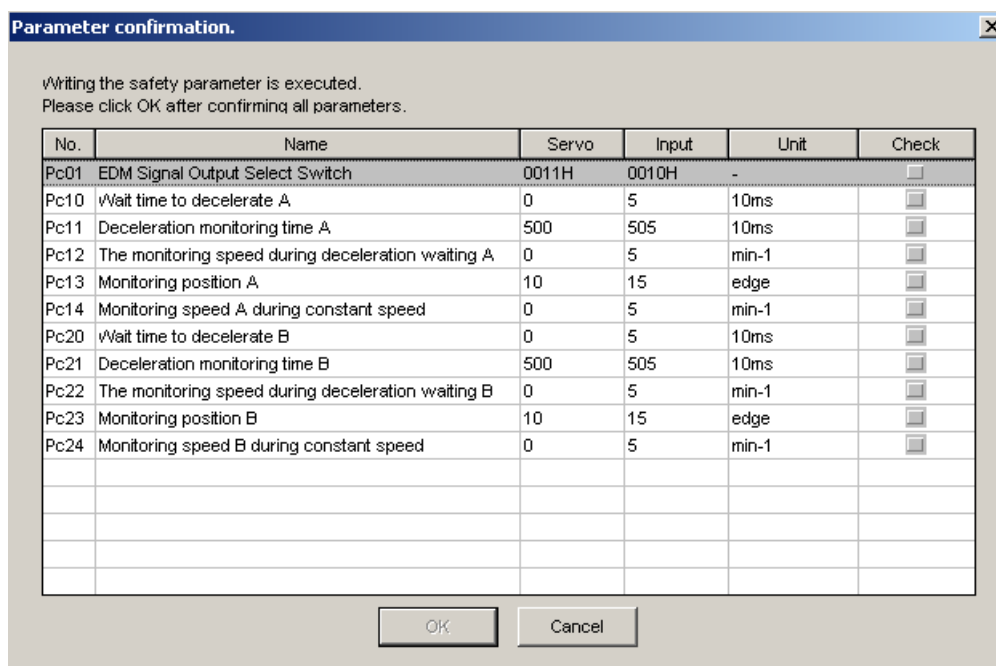 Parameter confirmation.
Writing the safety parameter is executed.
Please click OK after confirming all parameters.
No. Name Servo Input Unit Check
Pc01 EDM Signal Output Select Switch 0011H 0010H -
Pc10 Wait time to decelerate A 0 5 10ms
Pc11 Deceleration monitoring time A 500 505 10ms
Pc12 The monitoring speed during deceleration waiting A 0 5 min-1
Pc13 Monitoring position A 10 15 edge
Pc14 Monitoring speed A during constant speed 0 5 min-1
Pc20 Wait time to decelerate B 0 5 10ms
Pc21 Deceleration monitoring time B 500 505 10ms
Pc22 The monitoring speed during deceleration waiting B 0 5 min-1
Pc23 Monitoring position B 10 15 edge
Pc24 Monitoring speed B during constant speed 0 5 min-1
OK Cancel